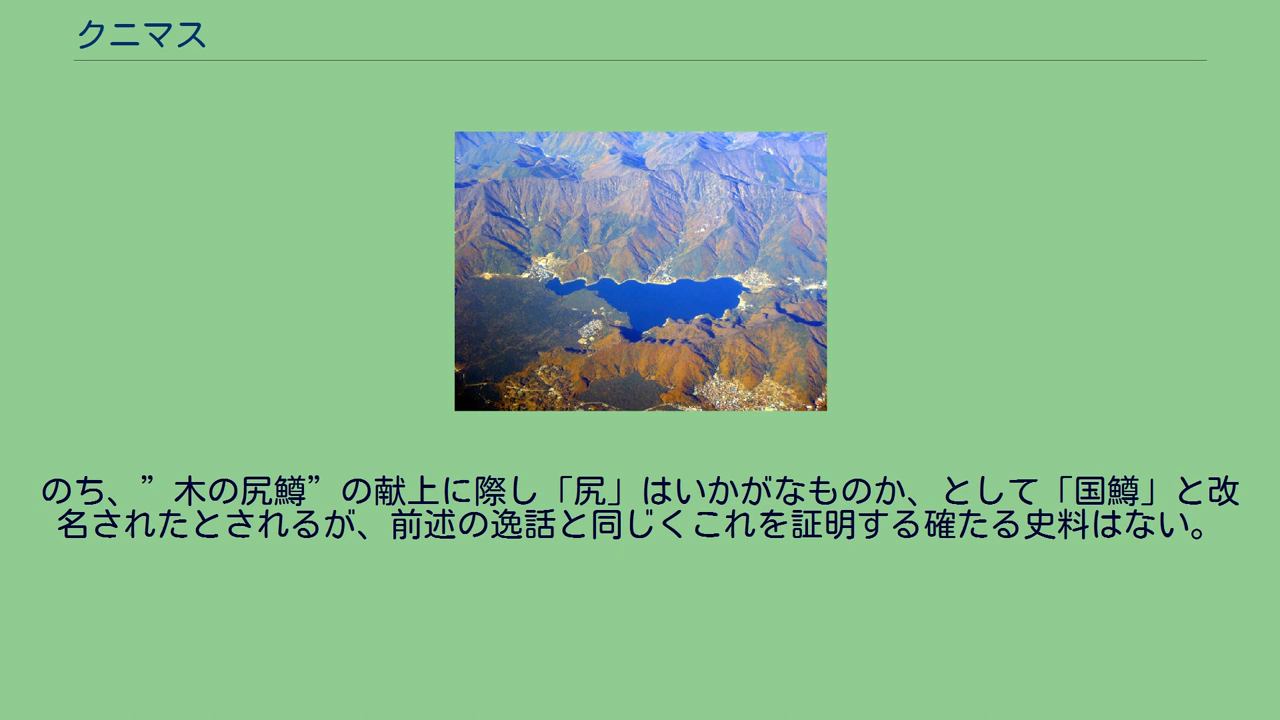 クニマス
のち、”木の尻鱒”の献上に際し「尻」はいかがなものか、として「国鱒」と改
名されたとされるが、前述の逸話と同じくこれを証明する確たる史料はない。